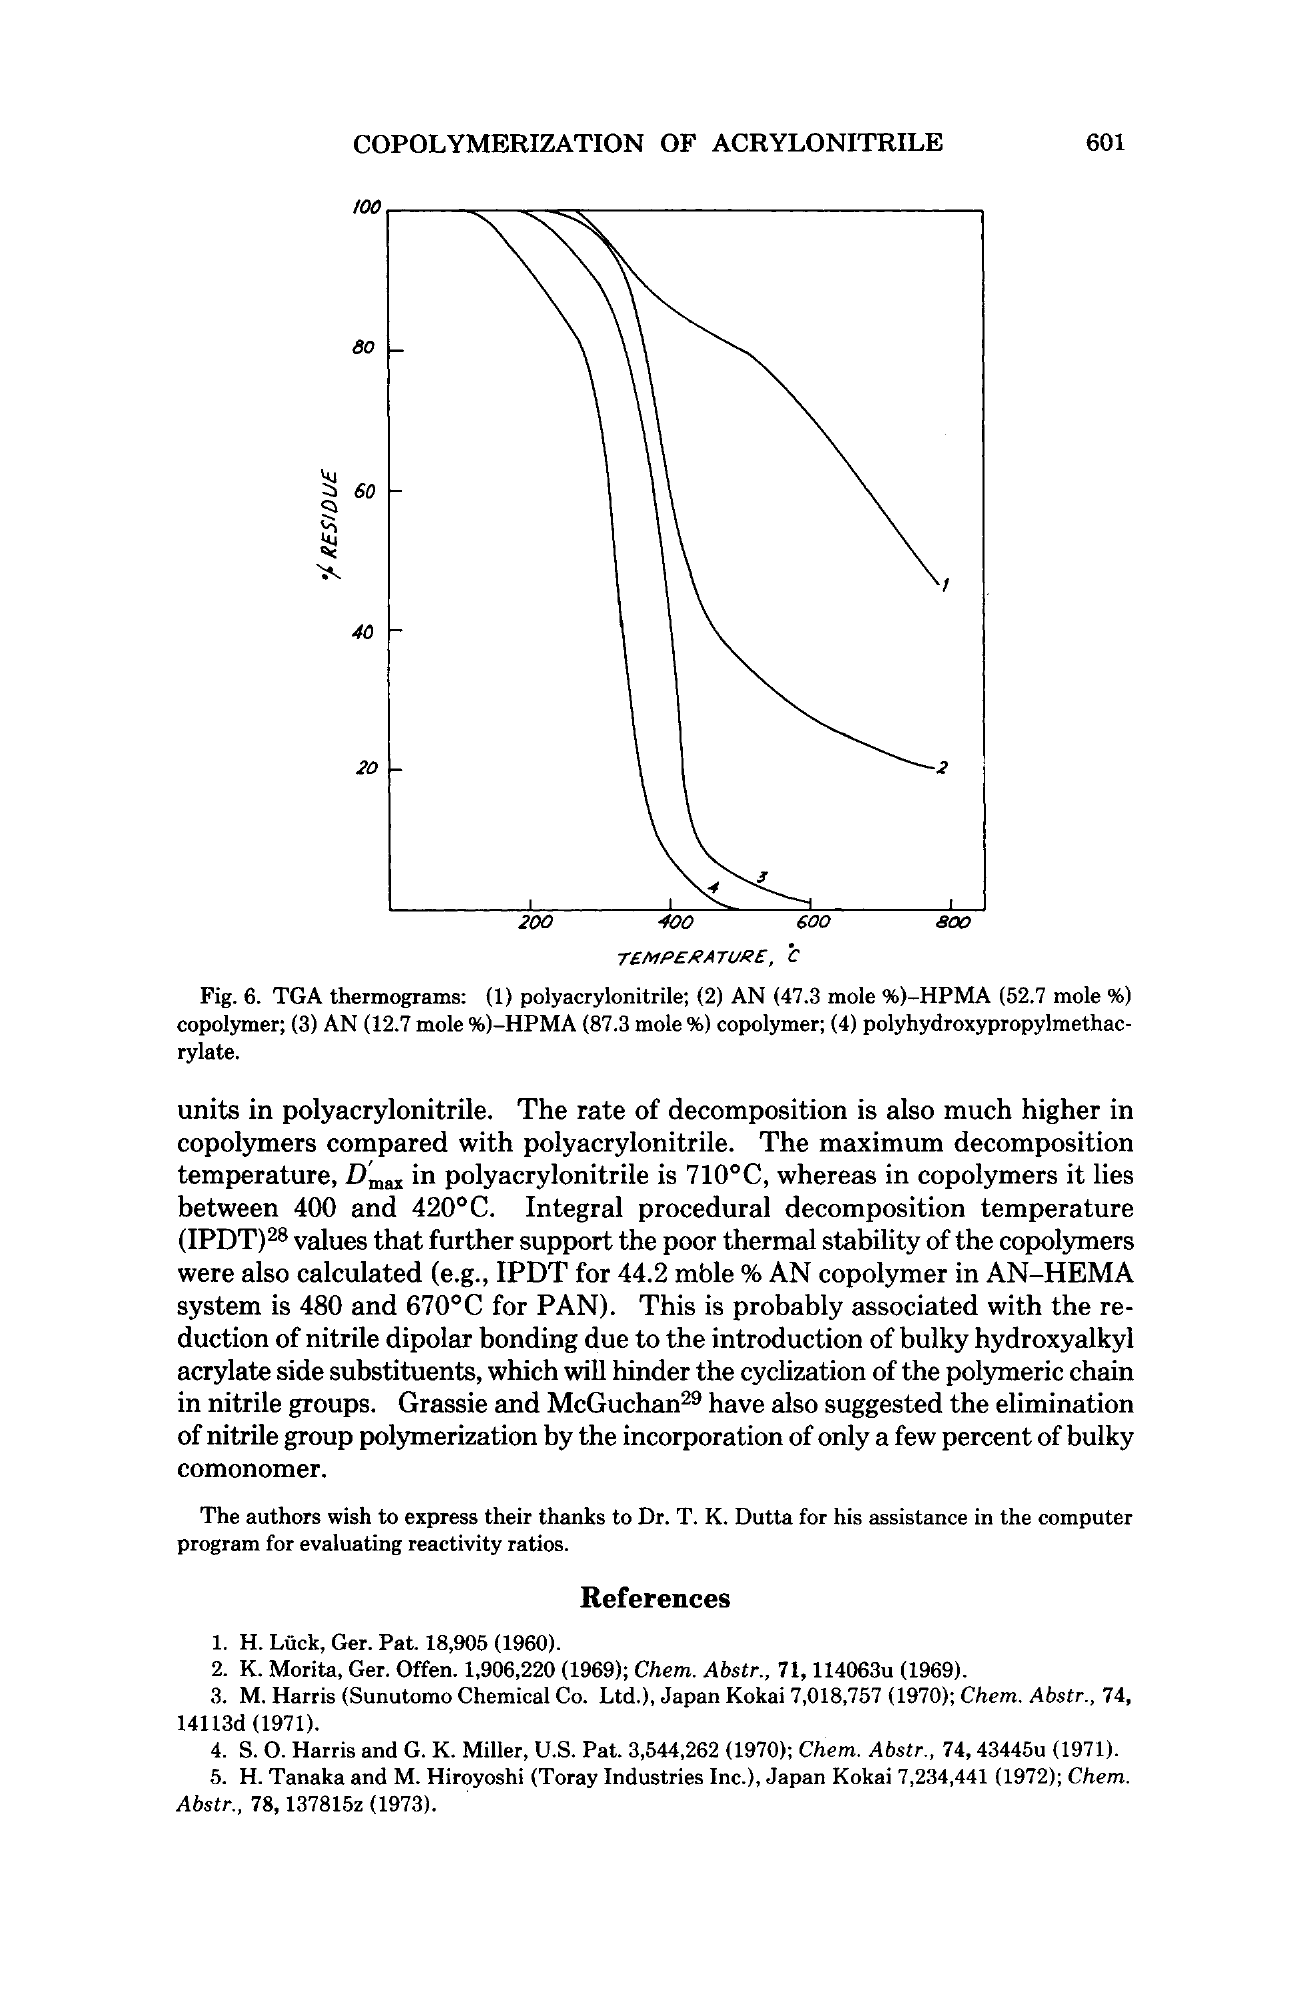 COPOLYMERIZATION OF ACRYLONITRILE 601
100
80
60
40
20
% RESIDUE
1
2
3
4
200 400 600 800
TEMPERATURE, °C
Fig. 6. TGA thermograms: (1) polyacrylonitrile; (2) AN (47.3 mole %)–HPMA (52.7 mole %)
copolymer; (3) AN (12.7 mole %)–HPMA (87.3 mole %) copolymer; (4) polyhydroxypropylmethac-
rylate.
units in polyacrylonitrile. The rate of decomposition is also much higher in
copolymers compared with polyacrylonitrile. The maximum decomposition
temperature, D′max in polyacrylonitrile is 710°C, whereas in copolymers it lies
between 400 and 420°C. Integral procedural decomposition temperature
(IPDT)28 values that further support the poor thermal stability of the copolymers
were also calculated (e.g., IPDT for 44.2 mble % AN copolymer in AN–HEMA
system is 480 and 670°C for PAN). This is probably associated with the re-
duction of nitrile dipolar bonding due to the introduction of bulky hydroxyalkyl
acrylate side substituents, which will hinder the cyclization of the polymeric chain
in nitrile groups. Grassie and McGuchan29 have also suggested the elimination
of nitrile group polymerization by the incorporation of only a few percent of bulky
comonomer.
The authors wish to express their thanks to Dr. T. K. Dutta for his assistance in the computer
program for evaluating reactivity ratios.
References
1. H. Lück, Ger. Pat. 18,905 (1960).
2. K. Morita, Ger. Offen. 1,906,220 (1969); Chem. Abstr., 71, 114063u (1969).
3. M. Harris (Sunutomo Chemical Co. Ltd.), Japan Kokai 7,018,757 (1970); Chem. Abstr., 74,
14113d (1971).
4. S. O. Harris and G. K. Miller, U.S. Pat. 3,544,262 (1970); Chem. Abstr., 74, 43445u (1971).
5. H. Tanaka and M. Hiroyoshi (Toray Industries Inc.), Japan Kokai 7,234,441 (1972); Chem.
Abstr., 78, 137815z (1973).